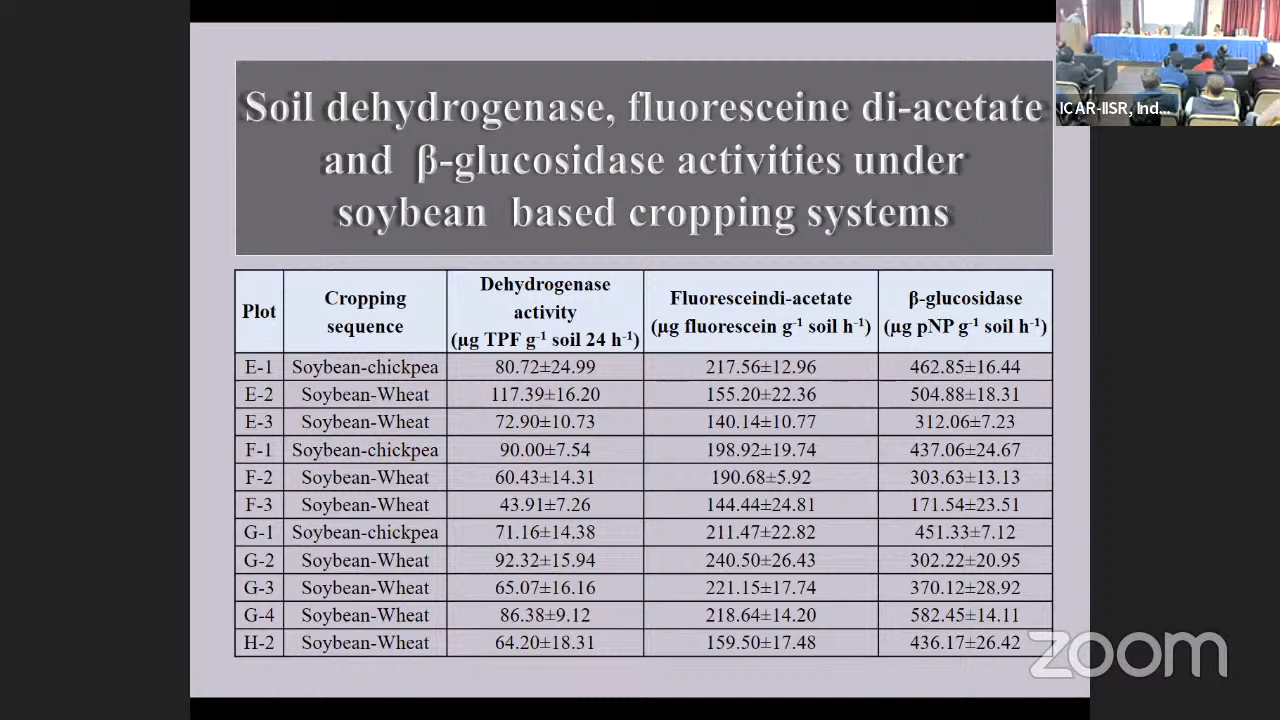 Soil dehydrogenase, fluoresceine di-acetate
and β-glucosidase activities under
soybean based cropping systems
ICAR-IISR, Ind...
Plot Cropping sequence Dehydrogenase activity (µg TPF g⁻¹ soil 24 h⁻¹) Fluoresceindi-acetate (µg fluorescein g⁻¹ soil h⁻¹) β-glucosidase (µg pNP g⁻¹ soil h⁻¹)
E-1 Soybean-chickpea 80.72±24.99 217.56±12.96 462.85±16.44
E-2 Soybean-Wheat 117.39±16.20 155.20±22.36 504.88±18.31
E-3 Soybean-Wheat 72.90±10.73 140.14±10.77 312.06±7.23
F-1 Soybean-chickpea 90.00±7.54 198.92±19.74 437.06±24.67
F-2 Soybean-Wheat 60.43±14.31 190.68±5.92 303.63±13.13
F-3 Soybean-Wheat 43.91±7.26 144.44±24.81 171.54±23.51
G-1 Soybean-chickpea 71.16±14.38 211.47±22.82 451.33±7.12
G-2 Soybean-Wheat 92.32±15.94 240.50±26.43 302.22±20.95
G-3 Soybean-Wheat 65.07±16.16 221.15±17.74 370.12±28.92
G-4 Soybean-Wheat 86.38±9.12 218.64±14.20 582.45±14.11
H-2 Soybean-Wheat 64.20±18.31 159.50±17.48 436.17±26.42
zoom